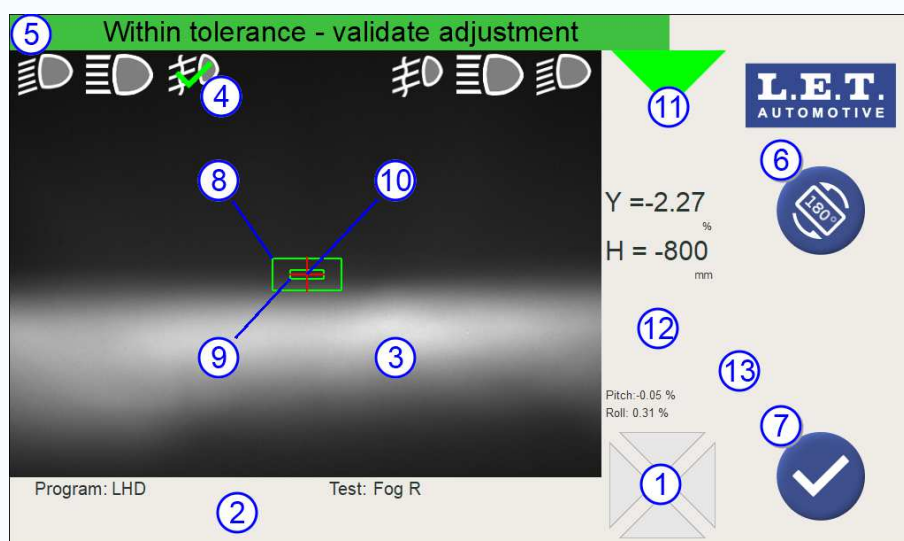 5
Within tolerance - validate adjustment
4
11
L.E.T.
AUTOMOTIVE
6
180°
8
10
Y =-2.27
%
H = -800
mm
9
3
12
13
Pitch:-0.05 %
Roll: 0.31 %
7
1
Program: LHD
Test: Fog R
2